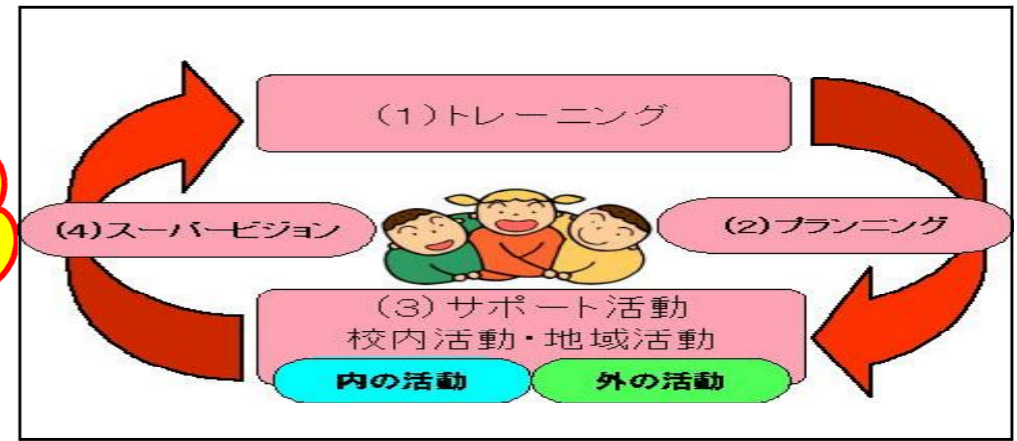 (1)トレーニング
(4)スーパービジョン
(2)プランニング
(3)サポート活動
校内活動・地域活動
内の活動
外の活動